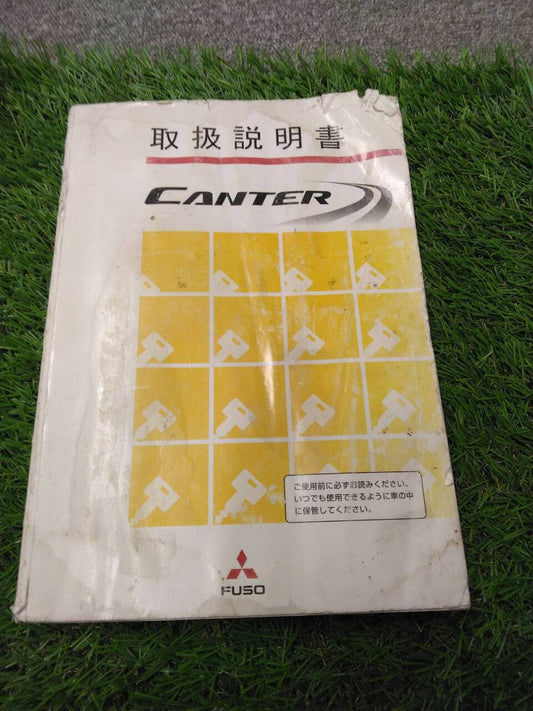 取扱説明書
CANTER
ご使用前に必ずお読みください。
いつでも使用できるように車の中
に保管してください。
FUSO